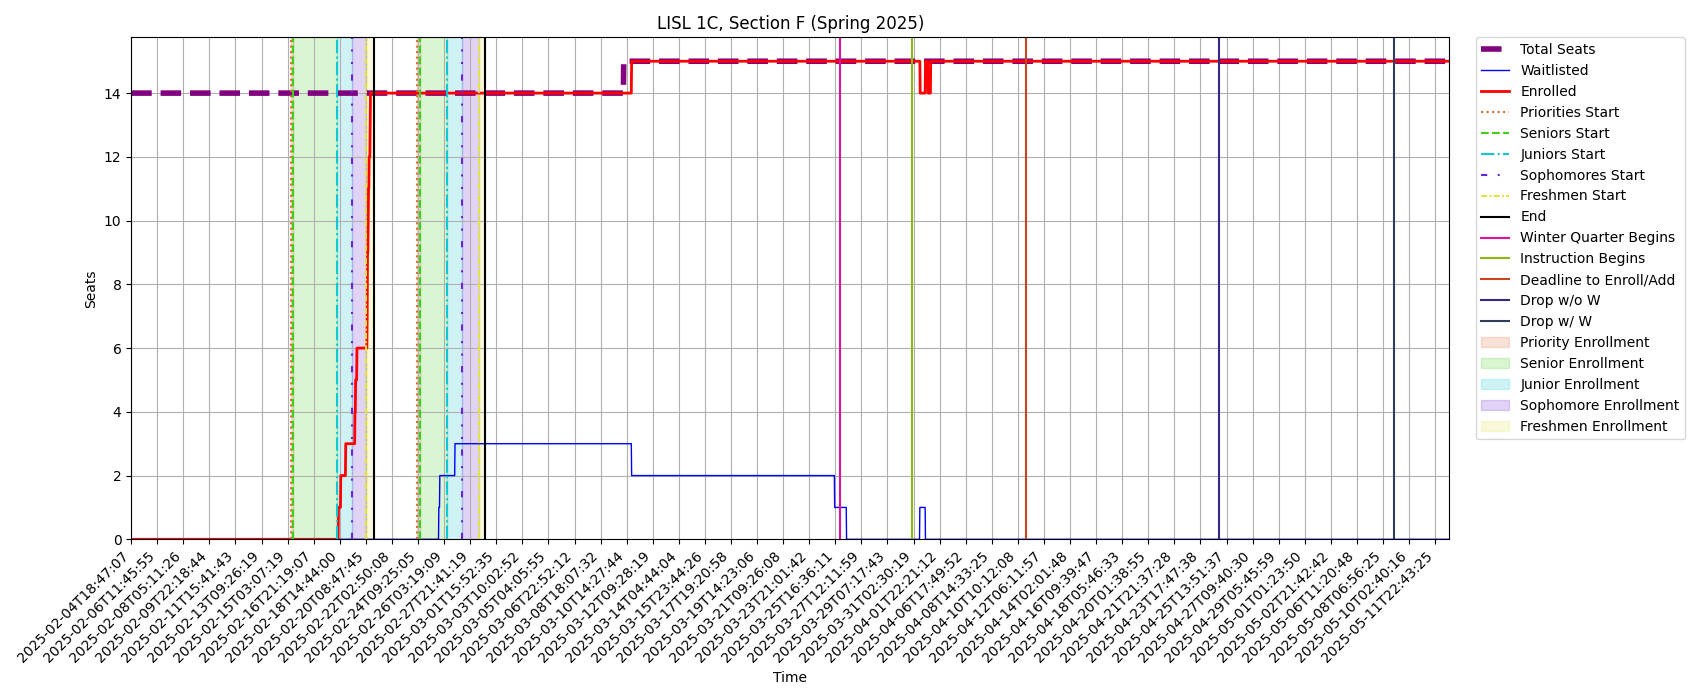 LISL 1C, Section F (Spring 2025)
Seats
14
12
10
8
6
4
2
0
2025-02-04T18:47:07
2025-02-06T11:45:55
2025-02-08T05:11:26
2025-02-09T22:18:44
2025-02-11T15:41:43
2025-02-13T09:26:19
2025-02-15T03:07:19
2025-02-16T21:19:07
2025-02-18T14:44:00
2025-02-20T08:47:45
2025-02-22T02:50:08
2025-02-24T09:25:05
2025-02-26T03:19:09
2025-02-27T21:41:19
2025-03-01T15:52:35
2025-03-03T10:02:52
2025-03-05T04:05:55
2025-03-06T22:52:12
2025-03-08T18:07:32
2025-03-10T14:27:44
2025-03-12T09:28:19
2025-03-14T04:44:04
2025-03-15T23:44:26
2025-03-17T19:20:58
2025-03-19T14:23:06
2025-03-21T09:26:08
2025-03-23T21:01:42
2025-03-25T16:36:11
2025-03-27T12:11:59
2025-03-29T07:17:43
2025-03-31T02:30:19
2025-04-01T22:21:12
2025-04-06T17:49:52
2025-04-08T14:33:25
2025-04-10T10:12:08
2025-04-12T06:11:57
2025-04-14T02:01:48
2025-04-16T09:39:47
2025-04-18T05:46:33
2025-04-20T01:38:55
2025-04-21T21:37:28
2025-04-23T17:47:38
2025-04-25T13:51:37
2025-04-27T09:40:30
2025-04-29T05:45:59
2025-05-01T01:23:50
2025-05-02T21:42:42
2025-05-06T11:20:48
2025-05-08T06:56:25
2025-05-10T02:40:16
2025-05-11T22:43:25
Time
Total Seats
Waitlisted
Enrolled
Priorities Start
Seniors Start
Juniors Start
Sophomores Start
Freshmen Start
End
Winter Quarter Begins
Instruction Begins
Deadline to Enroll/Add
Drop w/o W
Drop w/ W
Priority Enrollment
Senior Enrollment
Junior Enrollment
Sophomore Enrollment
Freshmen Enrollment